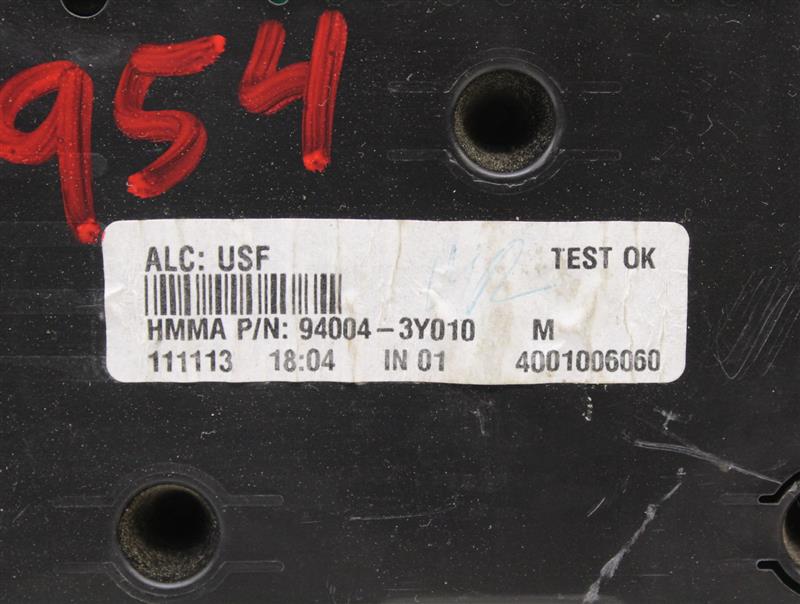 954
ALC: USF TEST OK
HMMA P/N: 94004-3Y010 M
111113 18:04 IN 01 4001006060